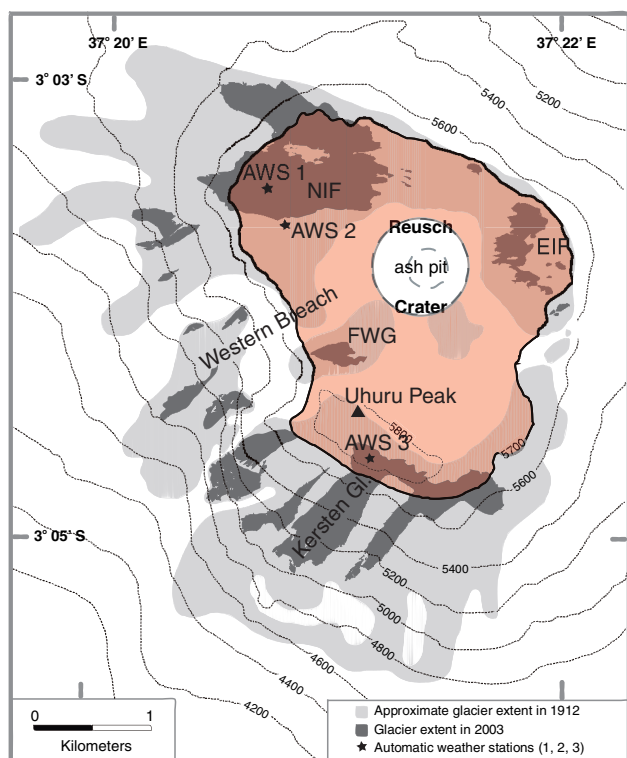 37° 20' E
37° 22' E
3° 03' S
5400
5200
5600
AWS 1
NIF
AWS 2
Reusch
ash pit
EIF
Crater
Western Breach
FWG
Uhuru Peak
5800
AWS 3
5700
5600
Kersten Gl.
3° 05' S
5400
5200
5000
4800
4600
4400
4200
0 1
Kilometers
Approximate glacier extent in 1912
Glacier extent in 2003
Automatic weather stations (1, 2, 3)